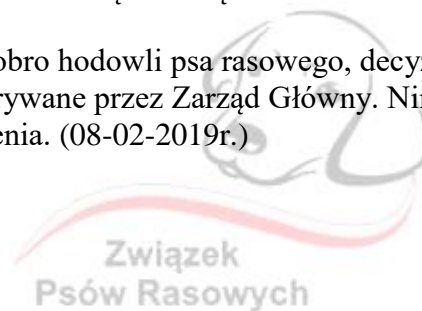 obro hodowli psa rasowego, decyz
rywane przez Zarząd Główny. Nin
enia. (08-02-2019r.)
Związek
Psów Rasowych